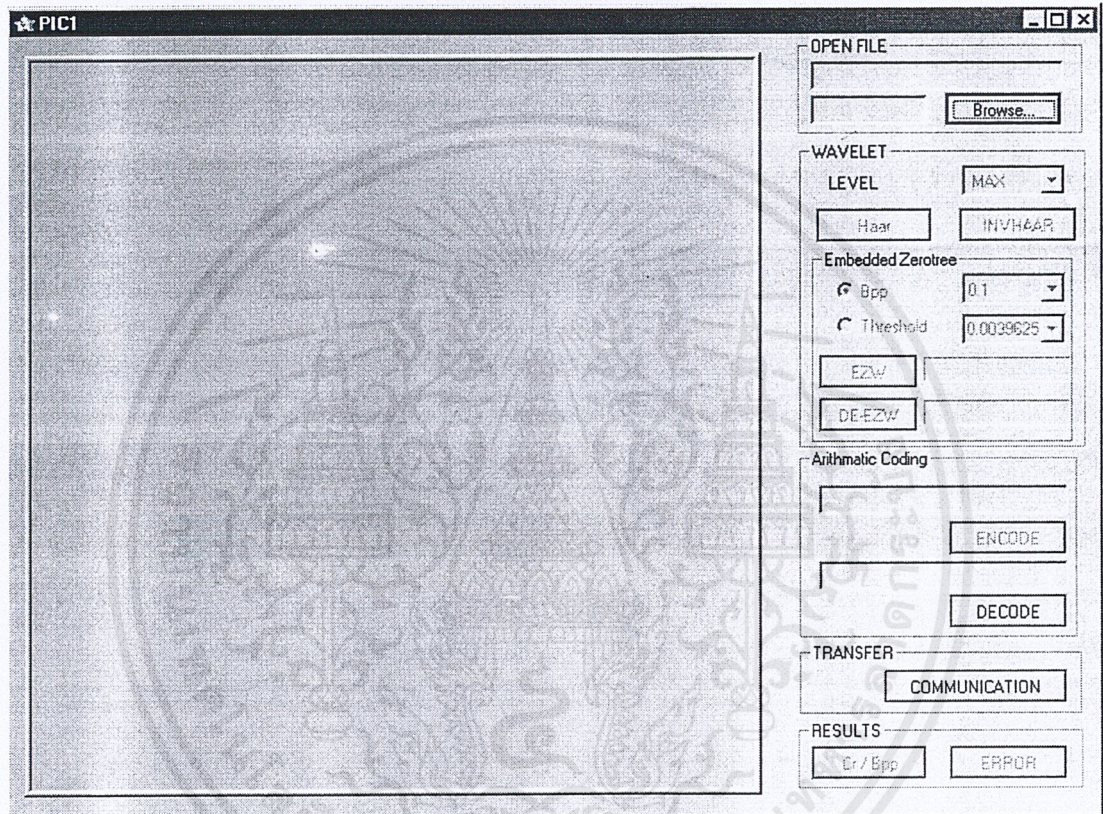 PIC1
OPEN FILE
Browse...
WAVELET
LEVEL MAX
Haar INVHAAR
Embedded Zerotree
Bpp 0.1
Threshold 0.0039625
EZW
DE-EZW
Arithmatic Coding
ENCODE
DECODE
TRANSFER
COMMUNICATION
RESULTS
Cr / Bpp ERROR